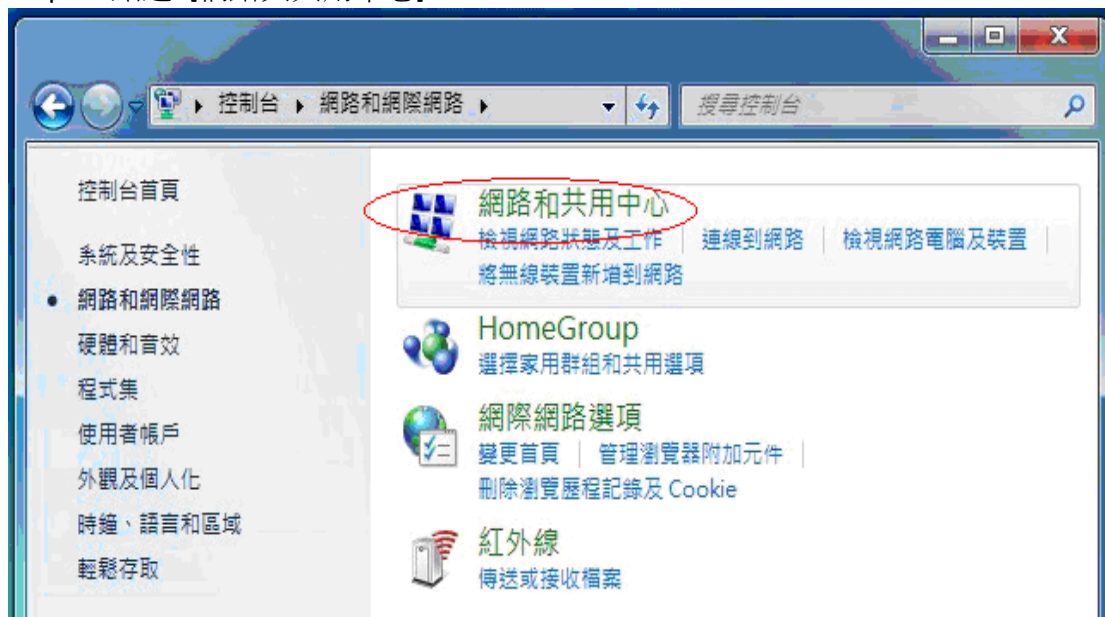 控制台 ▸ 網路和網際網路 ▸
搜尋控制台
控制台首頁
系統及安全性
網路和網際網路
硬體和音效
程式集
使用者帳戶
外觀及個人化
時鐘、語言和區域
輕鬆存取
網路和共用中心
檢視網路狀態及工作 | 連線到網路 | 檢視網路電腦及裝置
將無線裝置新增到網路
HomeGroup
選擇家用群組和共用選項
網際網路選項
變更首頁 | 管理瀏覽器附加元件
刪除瀏覽歷程記錄及 Cookie
紅外線
傳送或接收檔案